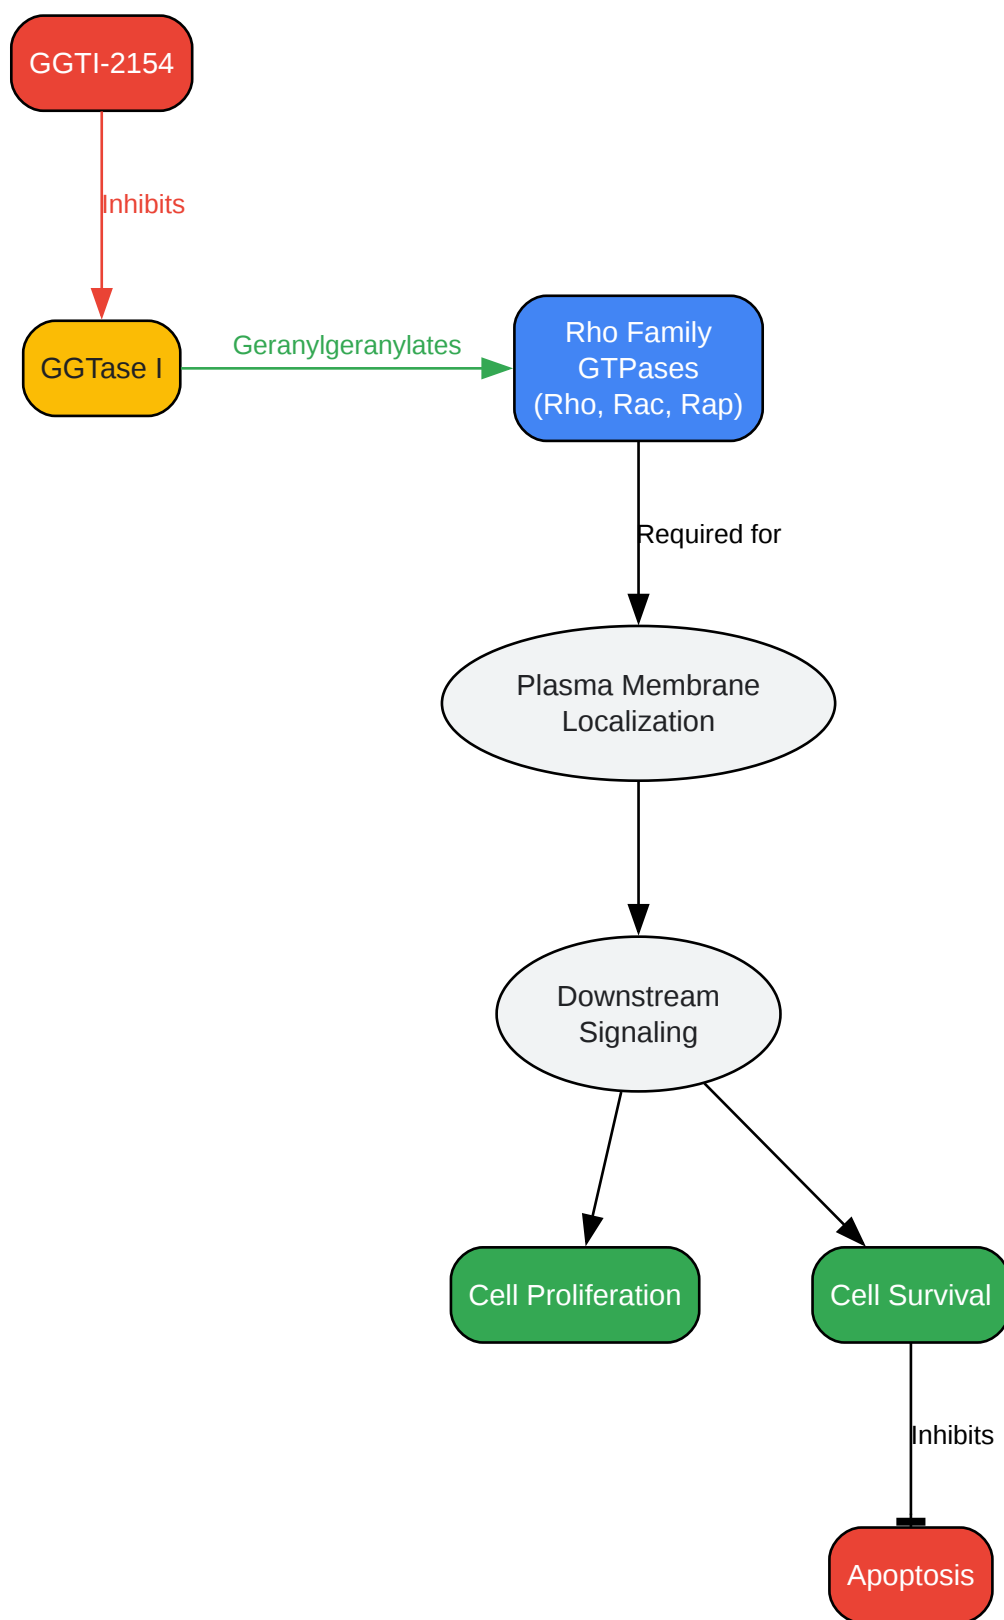 GGTI-2154
Inhibits
GGTase I
Geranylgeranylates
Rho Family
GTPases
(Rho, Rac, Rap)
Required for
Plasma Membrane
Localization
Downstream
Signaling
Cell Proliferation
Cell Survival
Inhibits
Apoptosis